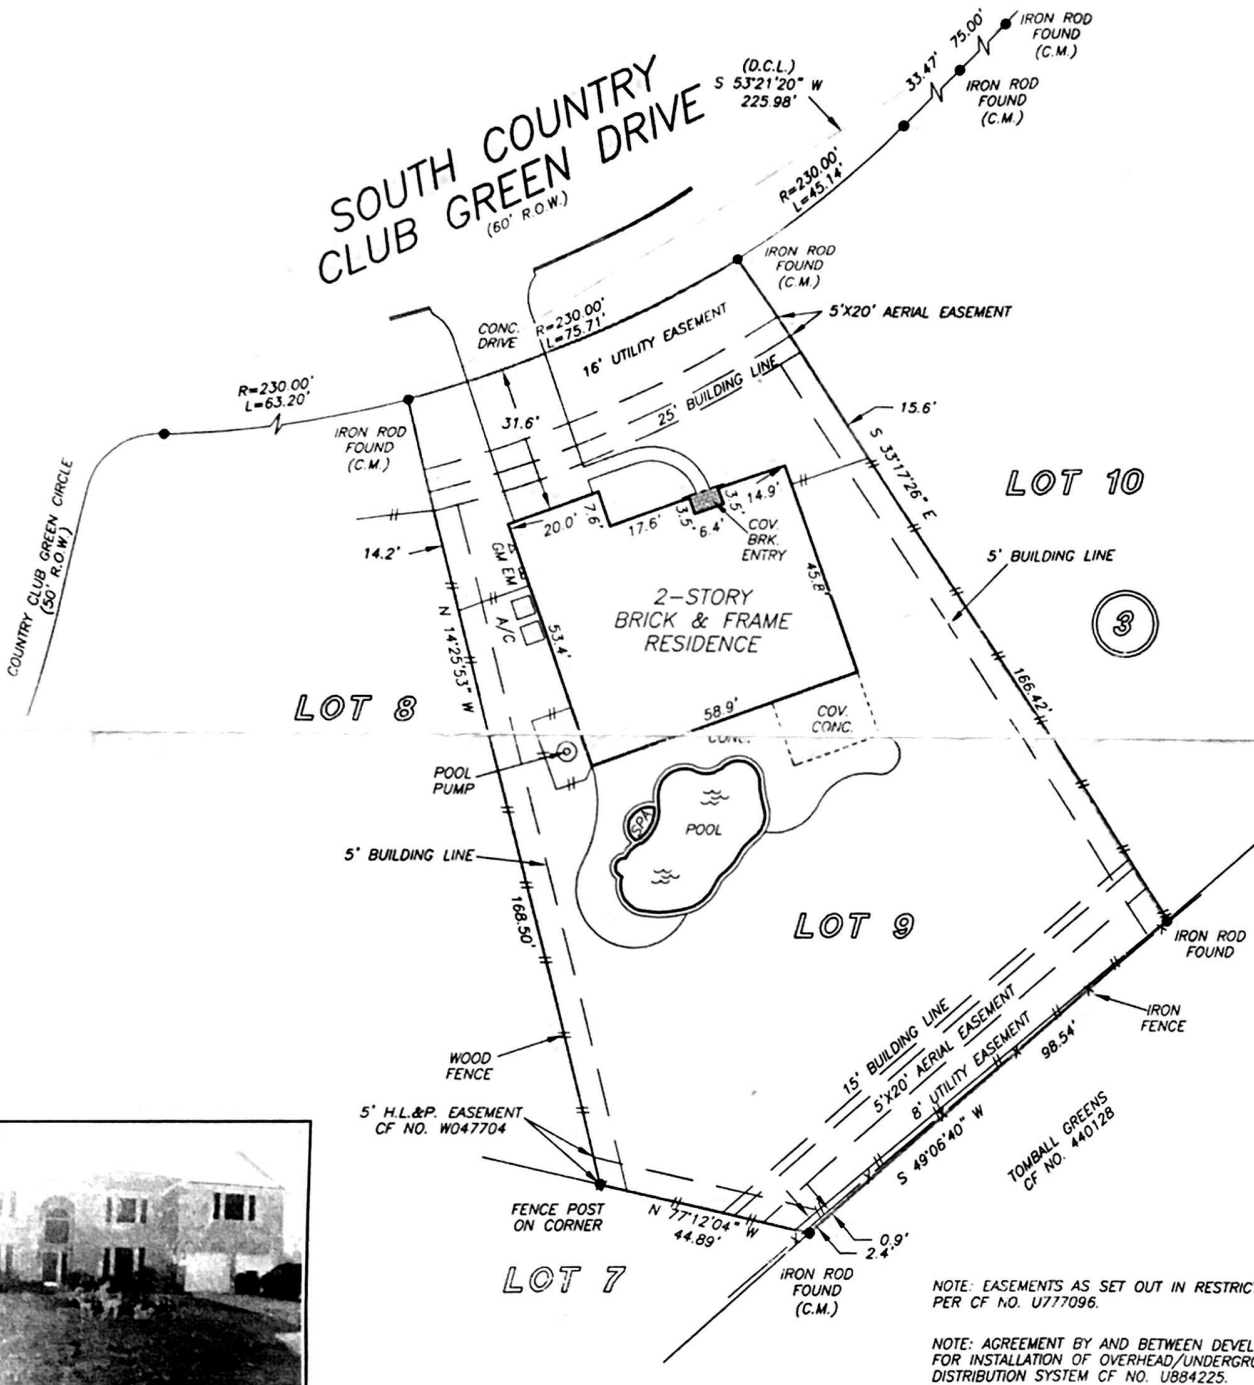 IRON ROD
FOUND
(C.M.)
75.00'
33.47'
IRON ROD
FOUND
(C.M.)
(D.C.L.)
S 53°21'20" W
225.98'
SOUTH COUNTRY
CLUB GREEN DRIVE
(60' R.O.W.)
R=230.00'
L=45.14'
IRON ROD
FOUND
(C.M.)
5'X20' AERIAL EASEMENT
CONC.
DRIVE
R=230.00'
L=75.71'
16' UTILITY EASEMENT
25' BUILDING LINE
R=230.00'
L=63.20'
IRON ROD
FOUND
(C.M.)
31.6'
15.6'
S 33°17'26" E
LOT 10
COUNTRY CLUB GREEN CIRCLE
(50' R.O.W.)
14.2'
20.0'
7.6'
17.6'
3.5'
6.4'
3.5'
14.9'
COV.
BRK.
ENTRY
5' BUILDING LINE
GM EM
A/C
N 14°25'53" W
53.4'
45.8'
2-STORY
BRICK & FRAME
RESIDENCE
3
166.42'
LOT 8
58.9'
COV.
CONC.
CONC.
POOL
PUMP
SPA
POOL
5' BUILDING LINE
168.50'
LOT 9
IRON ROD
FOUND
IRON
FENCE
15' BUILDING LINE
5'X20' AERIAL EASEMENT
8' UTILITY EASEMENT
98.54'
S 49°06'40" W
WOOD
FENCE
5' H.L.&P. EASEMENT
CF NO. W047704
TOMBALL GREENS
CF NO. 440128
FENCE POST
ON CORNER
N 77°12'04" W
44.89'
0.9'
2.4'
LOT 7
IRON ROD
FOUND
(C.M.)
NOTE: EASEMENTS AS SET OUT IN RESTRIC
PER CF NO. U777096.
NOTE: AGREEMENT BY AND BETWEEN DEVEL
FOR INSTALLATION OF OVERHEAD/UNDERGRO
DISTRIBUTION SYSTEM CF NO. U884225.